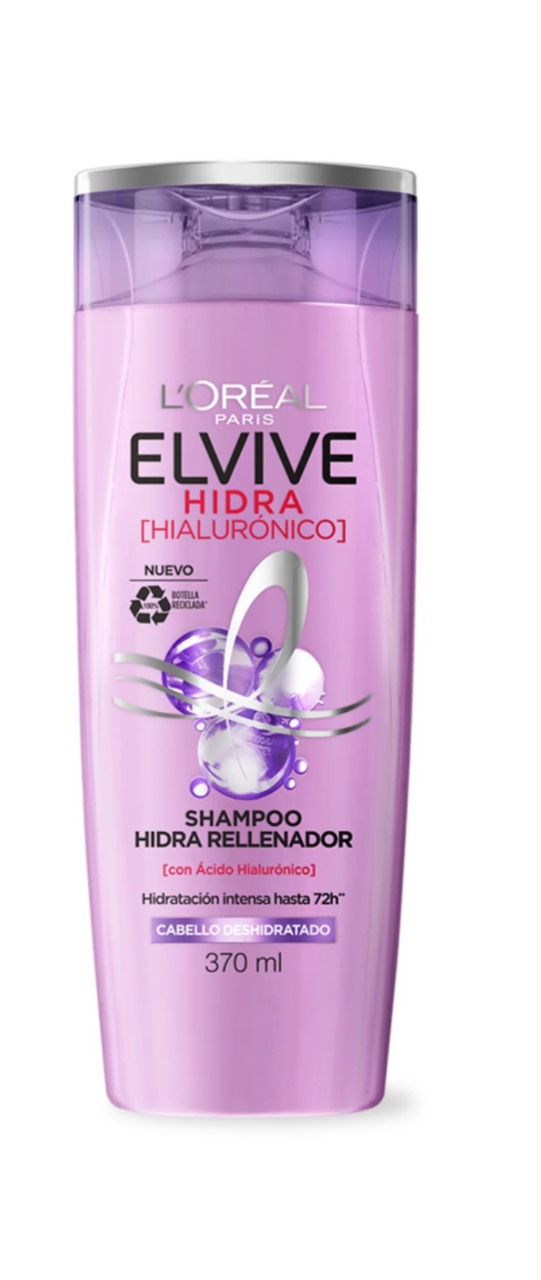 L'ORÉAL
PARIS
ELVIVE
HIDRA
[HIALURÓNICO]
NUEVO
100%
BOTELLA
RECICLADA*
SHAMPOO
HIDRA RELLENADOR
[con Ácido Hialurónico]
Hidratación intensa hasta 72h**
CABELLO DESHIDRATADO
370 ml